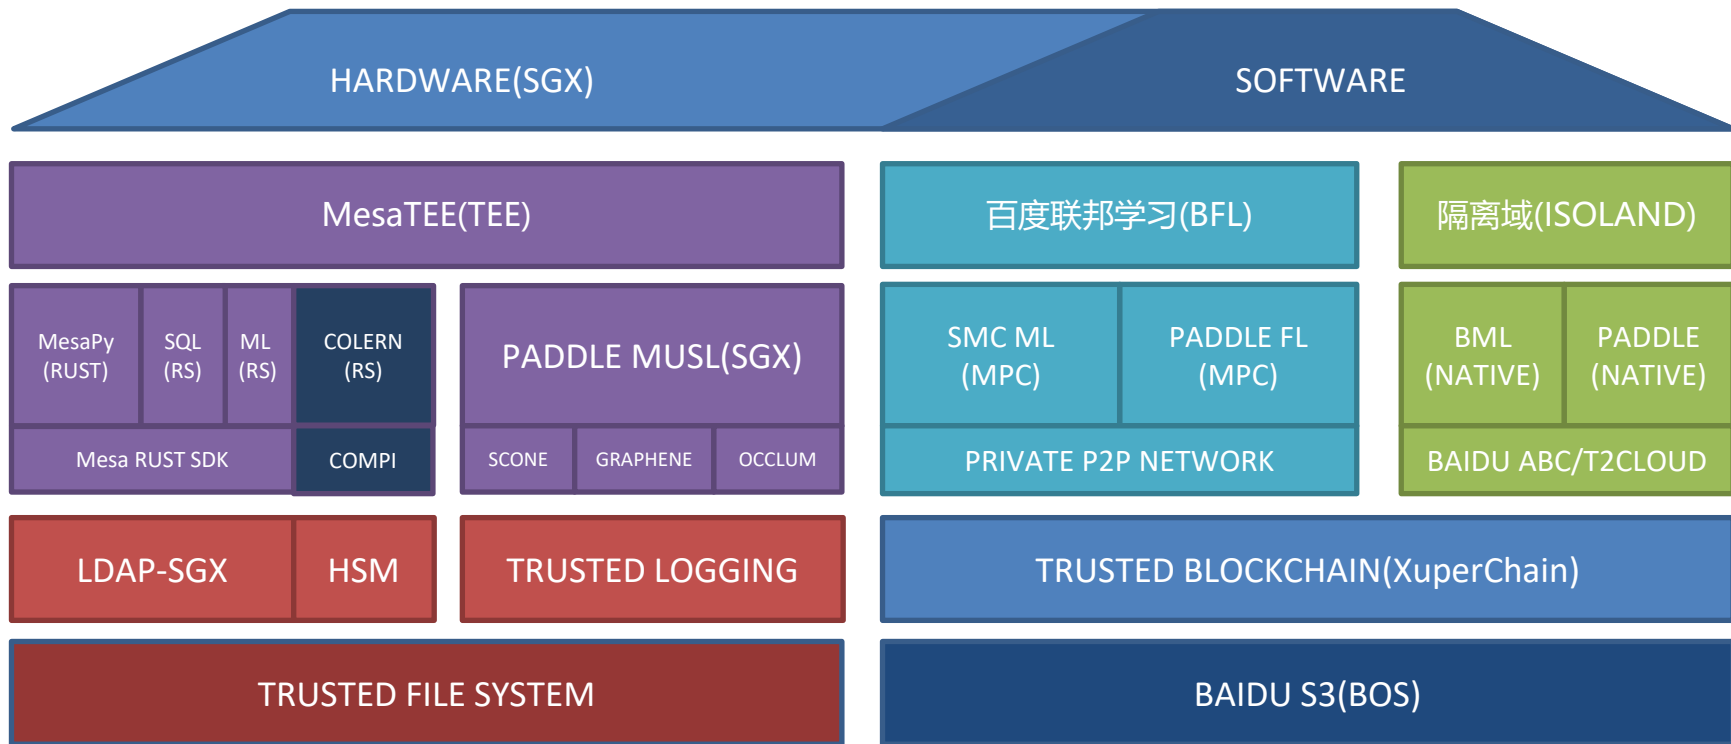 HARDWARE(SGX)
SOFTWARE
MesaTEE(TEE)
百度联邦学习(BFL)
隔离域(ISOLAND)
MesaPy
(RUST)
SQL
(RS)
ML
(RS)
COLERN
(RS)
PADDLE MUSL(SGX)
SMC ML
(MPC)
PADDLE FL
(MPC)
BML
(NATIVE)
PADDLE
(NATIVE)
Mesa RUST SDK
COMPI
SCONE
GRAPHENE
OCCLUM
PRIVATE P2P NETWORK
BAIDU ABC/T2CLOUD
LDAP-SGX
HSM
TRUSTED LOGGING
TRUSTED BLOCKCHAIN(XuperChain)
TRUSTED FILE SYSTEM
BAIDU S3(BOS)